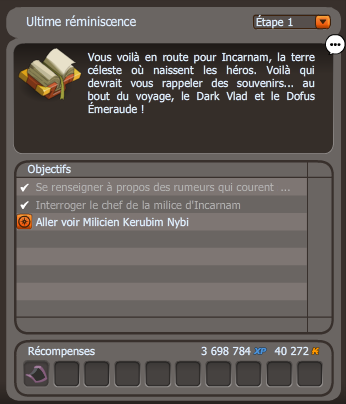 Ultime réminiscence
Étape 1
Vous voilà en route pour Incarnam, la terre
céleste où naissent les héros. Voilà qui
devrait vous rappeler des souvenirs... au
bout du voyage, le Dark Vlad et le Dofus
Émeraude !
Objectifs
Se renseigner à propos des rumeurs qui courent ...
Interroger le chef de la milice d'Incarnam
Aller voir Milicien Kerubim Nybi
Récompenses 3 698 784 XP 40 272 K